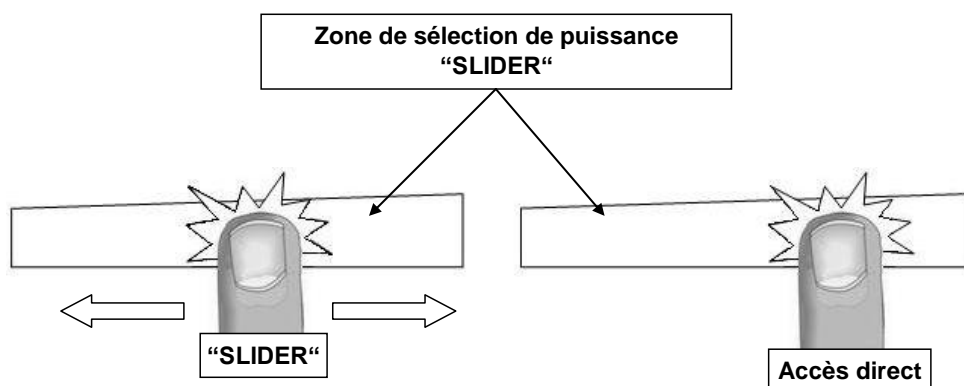 Zone de sélection de puissance
“SLIDER“
“SLIDER“
Accès direct